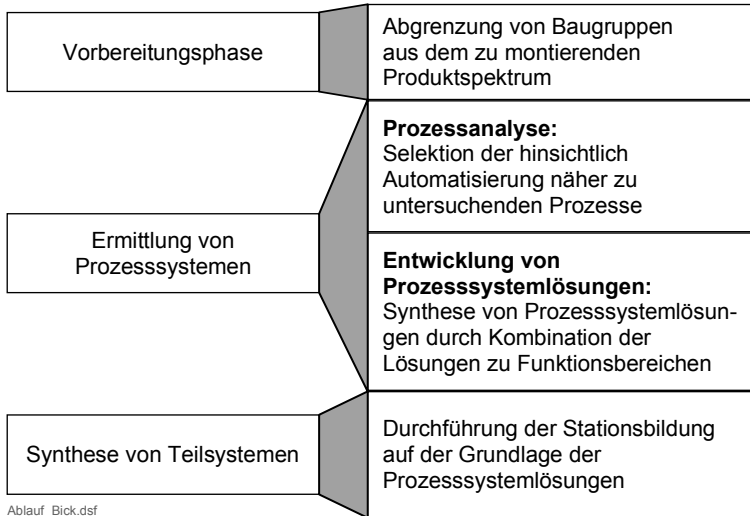 Vorbereitungsphase
Abgrenzung von Baugruppen
aus dem zu montierenden
Produktspektrum
Prozessanalyse:
Selektion der hinsichtlich
Automatisierung näher zu
untersuchenden Prozesse
Ermittlung von
Prozesssystemen
Entwicklung von
Prozesssystemlösungen:
Synthese von Prozesssystemlösun-
gen durch Kombination der
Lösungen zu Funktionsbereichen
Synthese von Teilsystemen
Durchführung der Stationsbildung
auf der Grundlage der
Prozesssystemlösungen
Ablauf_Bick.dsf